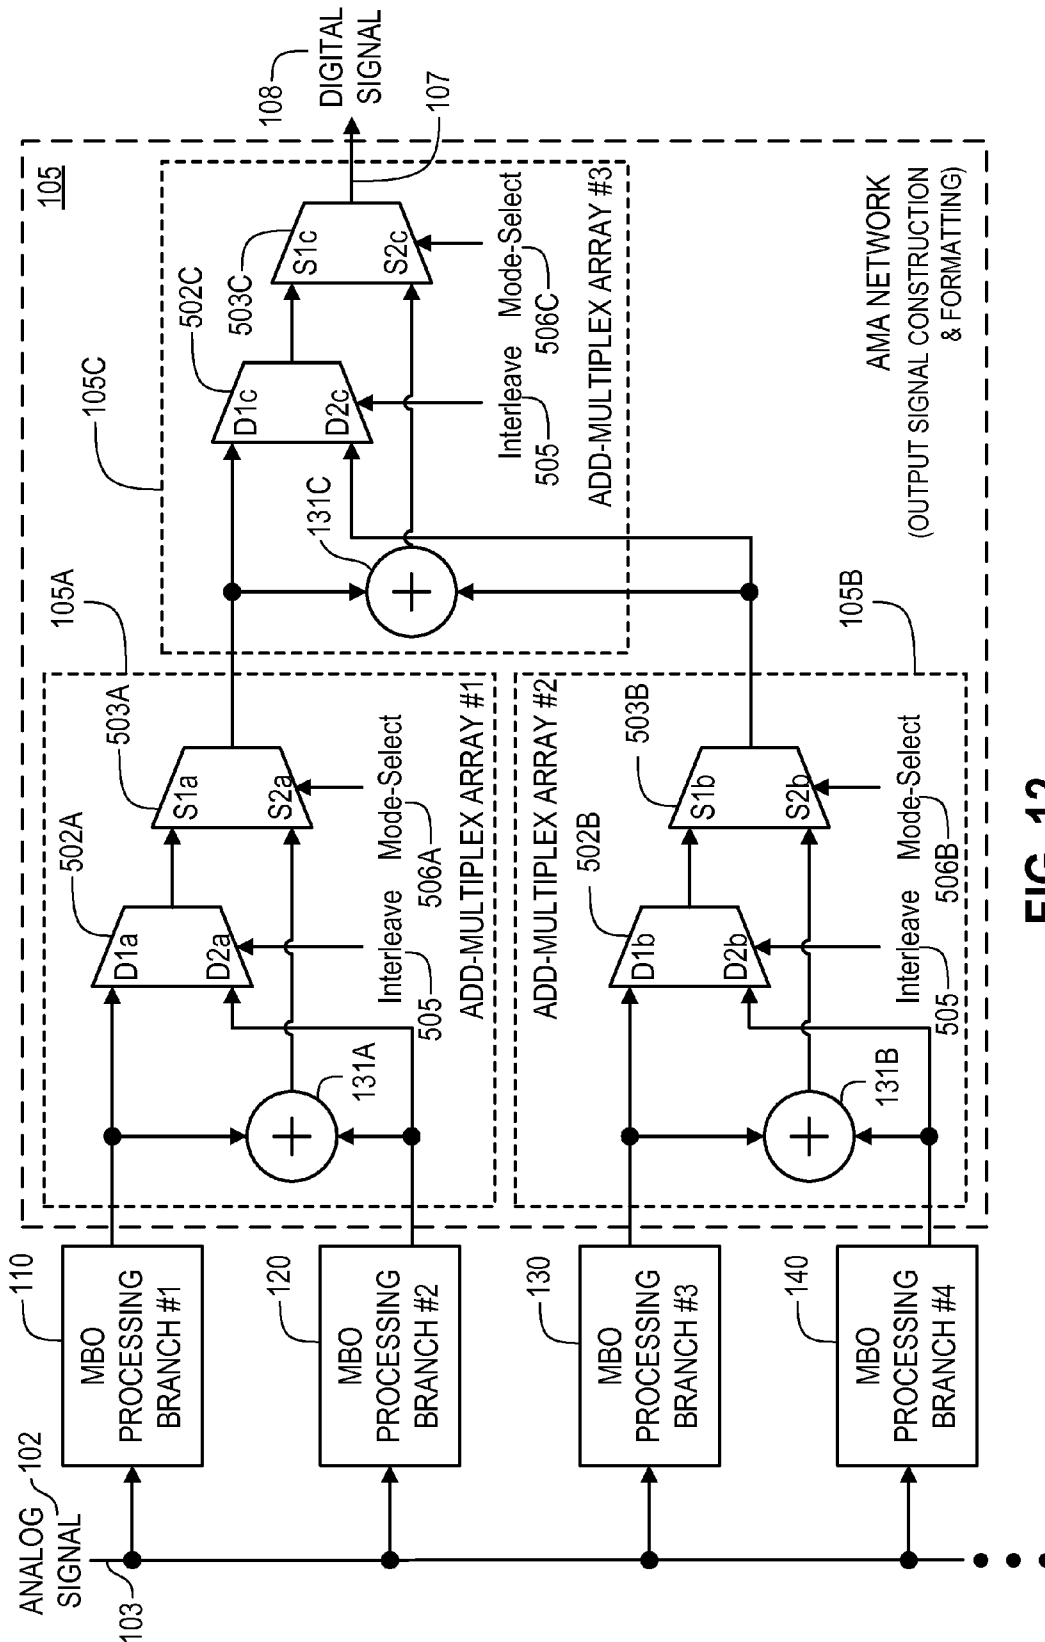 ANALOG
SIGNAL
102
103
110
MBO
PROCESSING
BRANCH #1
120
MBO
PROCESSING
BRANCH #2
130
MBO
PROCESSING
BRANCH #3
140
MBO
PROCESSING
BRANCH #4
105
105A
131A
502A
D1a
D2a
503A
S1a
S2a
Interleave
505
Mode-Select
506A
ADD-MULTIPLEX ARRAY #1
105B
ADD-MULTIPLEX ARRAY #2
131B
502B
D1b
D2b
503B
S1b
S2b
Interleave
505
Mode-Select
506B
105C
131C
502C
D1c
D2c
503C
S1c
S2c
Interleave
505
Mode-Select
506C
ADD-MULTIPLEX ARRAY #3
AMA NETWORK
(OUTPUT SIGNAL CONSTRUCTION
& FORMATTING)
108
DIGITAL
SIGNAL
107